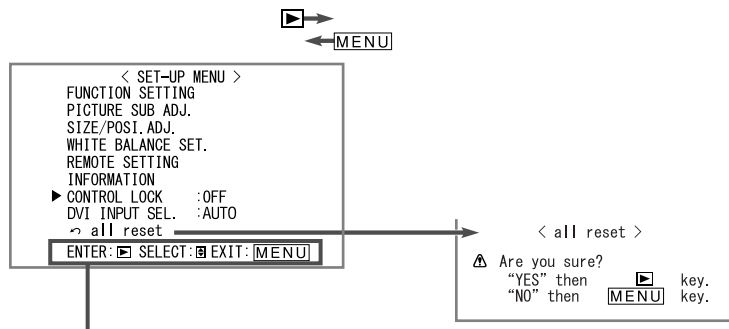 MENU
< SET-UP MENU >
FUNCTION SETTING
PICTURE SUB ADJ.
SIZE/POSI.ADJ.
WHITE BALANCE SET.
REMOTE SETTING
INFORMATION
CONTROL LOCK :OFF
DVI INPUT SEL. :AUTO
all reset
ENTER: SELECT: EXIT: MENU
< all reset >
Are you sure?
“YES” then key.
“NO” then MENU key.